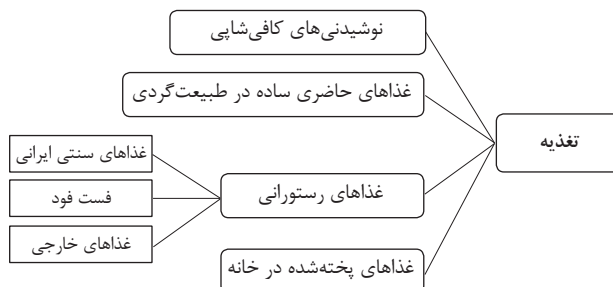 تغذیه
نوشیدنی‌های کافی‌شاپی
غذاهای حاضری ساده در طبیعت‌گردی
غذاهای رستورانی
غذاهای سنتی ایرانی
فست فود
غذاهای خارجی
غذاهای پخته‌شده در خانه